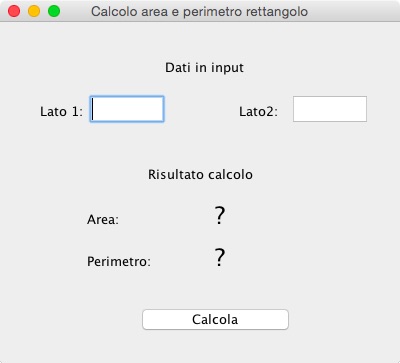 Calcolo area e perimetro rettangolo
Dati in input
Lato 1: Lato2:
Risultato calcolo
Area: ?
Perimetro: ?
Calcola